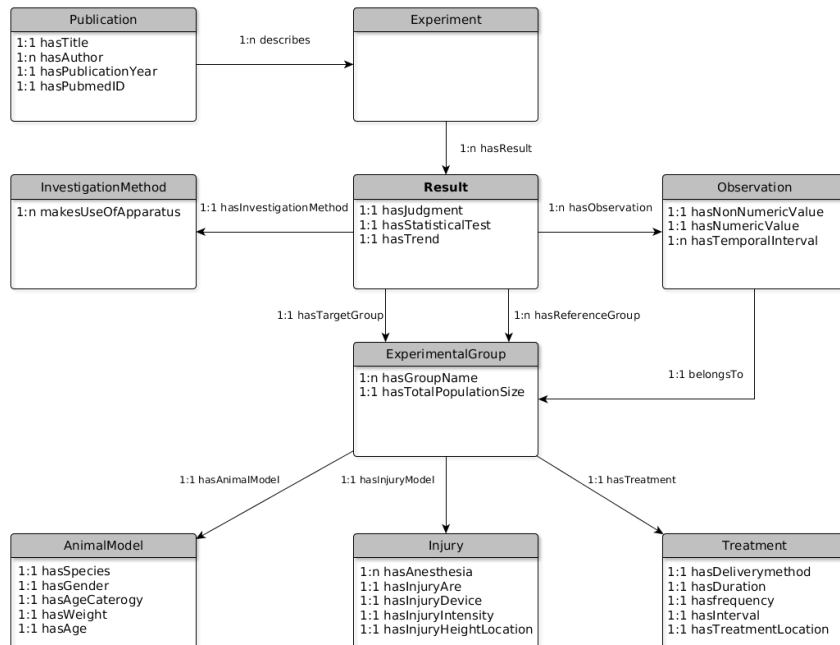 Publication
1:1 hasTitle
1:n hasAuthor
1:1 hasPublicationYear
1:1 hasPubmedID
1:n describes
Experiment
1:n hasResult
InvestigationMethod
1:n makesUseOfApparatus
1:1 hasInvestigationMethod
Result
1:1 hasJudgment
1:1 hasStatisticalTest
1:1 hasTrend
1:n hasObservation
Observation
1:1 hasNonNumericValue
1:1 hasNumericValue
1:n hasTemporalInterval
1:1 hasTargetGroup
1:n hasReferenceGroup
1:1 belongsTo
ExperimentalGroup
1:n hasGroupName
1:1 hasTotalPopulationSize
1:1 hasAnimalModel
1:1 hasInjuryModel
1:1 hasTreatment
AnimalModel
1:1 hasSpecies
1:1 hasGender
1:1 hasAgeCaterogy
1:1 hasWeight
1:1 hasAge
Injury
1:n hasAnesthesia
1:1 hasInjuryAre
1:1 hasInjuryDevice
1:1 hasInjuryIntensity
1:1 hasInjuryHeightLocation
Treatment
1:1 hasDeliverymethod
1:1 hasDuration
1:1 hasfrequency
1:1 hasInterval
1:1 hasTreatmentLocation